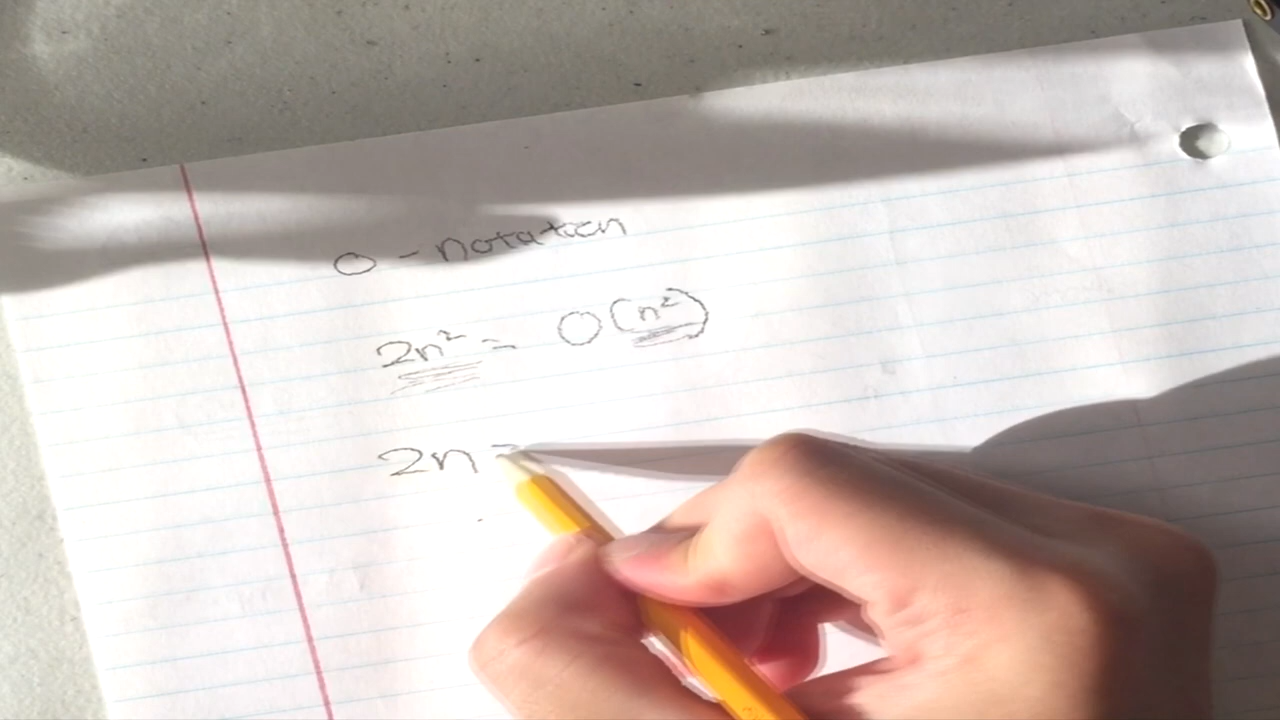 O - notation
2n² = O(n²)
2n =